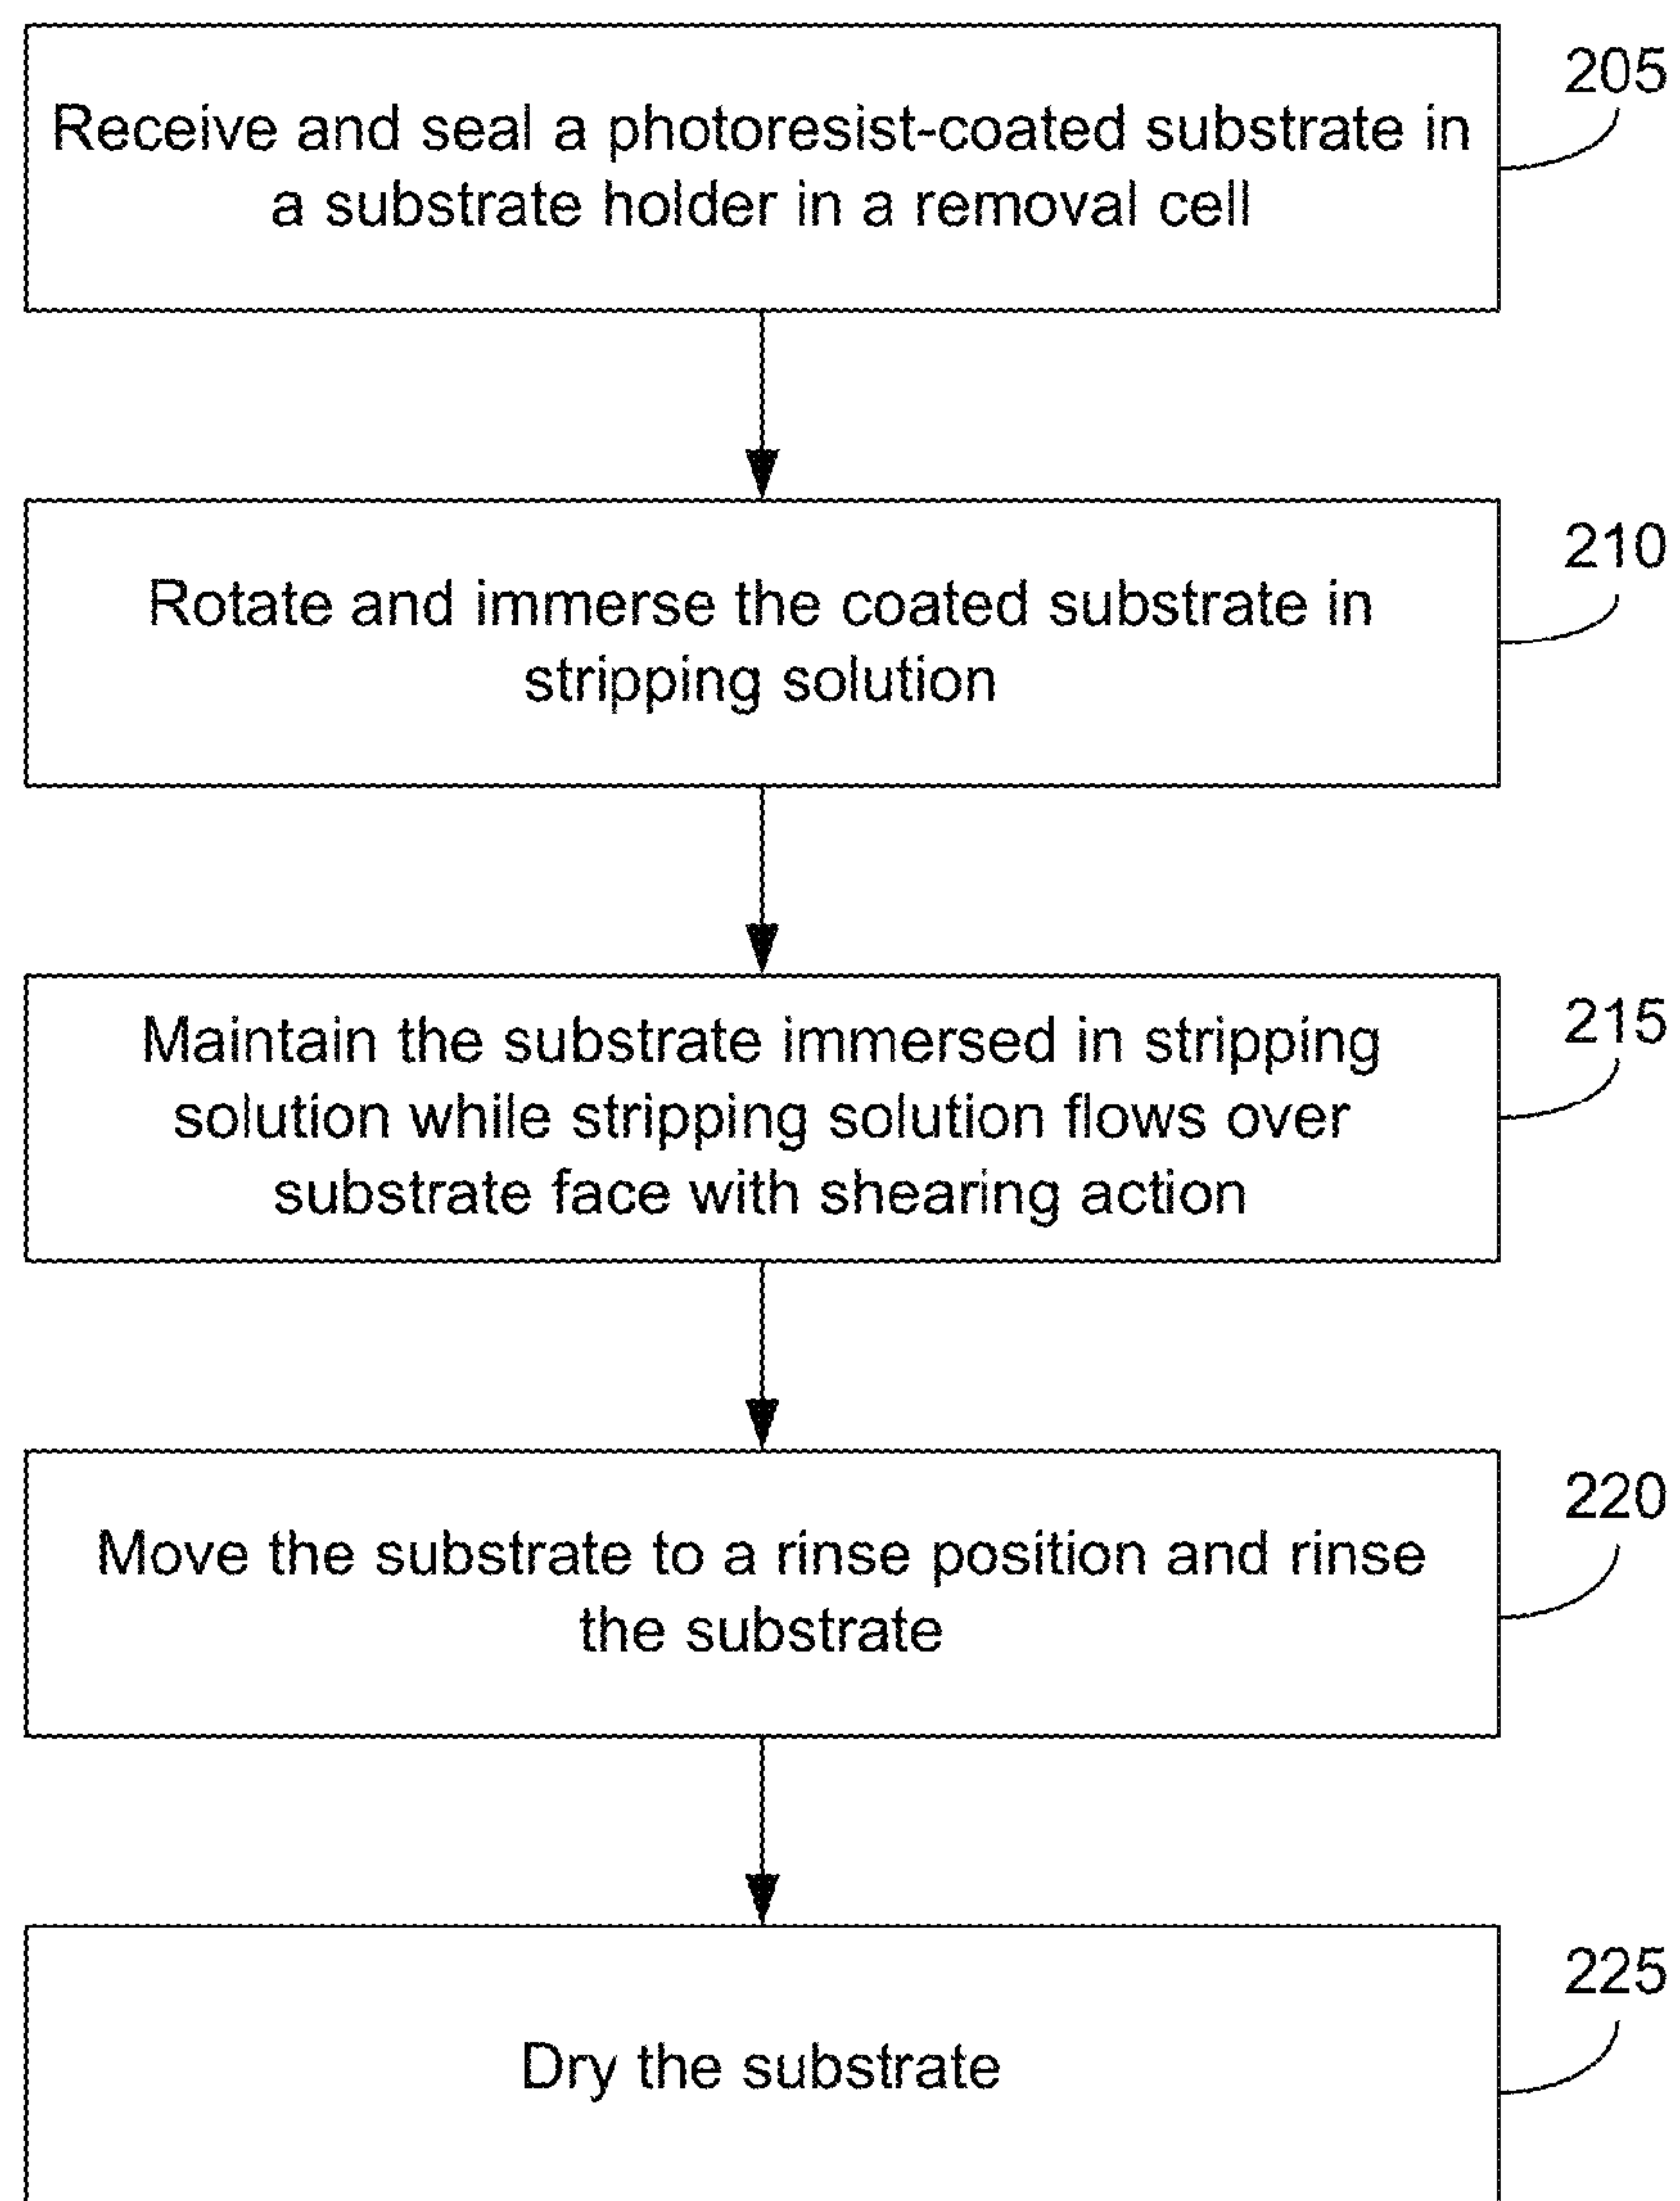 205
Receive and seal a photoresist-coated substrate in
a substrate holder in a removal cell
210
Rotate and immerse the coated substrate in
stripping solution
215
Maintain the substrate immersed in stripping
solution while stripping solution flows over
substrate face with shearing action
220
Move the substrate to a rinse position and rinse
the substrate
225
Dry the substrate